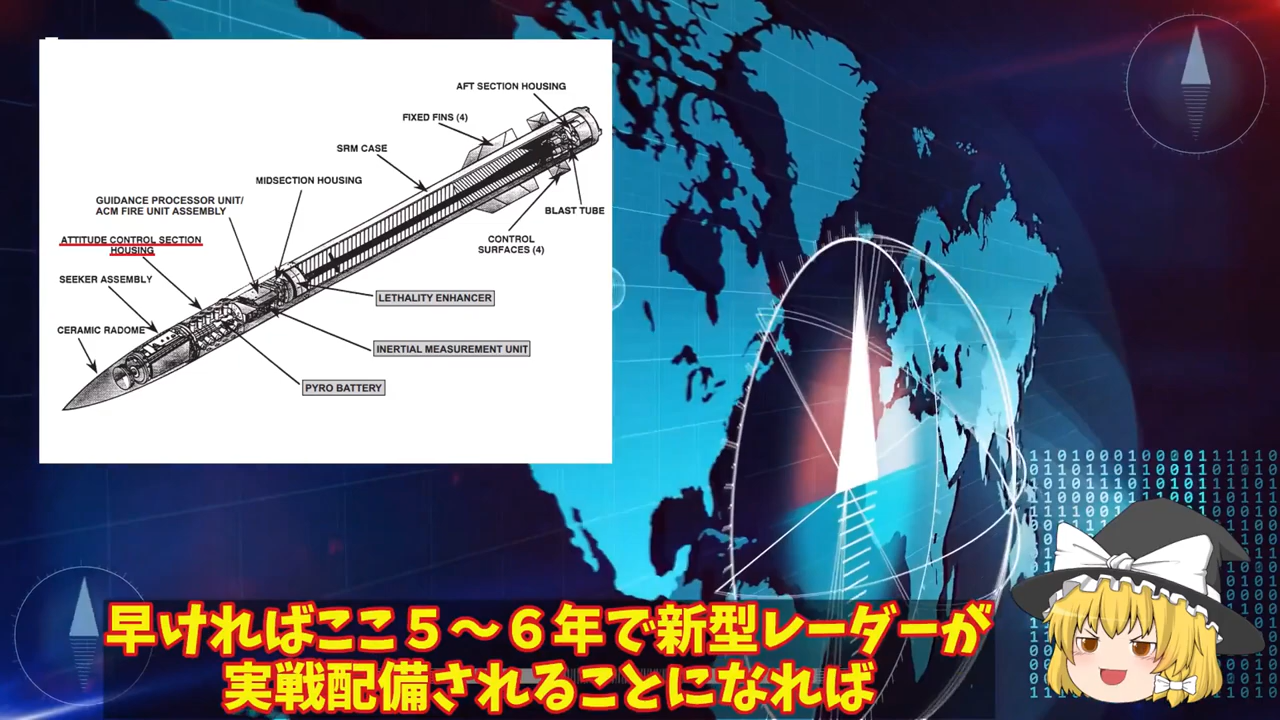 AFT SECTION HOUSING
FIXED FINS (4)
SRM CASE
MIDSECTION HOUSING
GUIDANCE PROCESSOR UNIT/
ACM FIRE UNIT ASSEMBLY
BLAST TUBE
ATTITUDE CONTROL SECTION
HOUSING
CONTROL
SURFACES (4)
SEEKER ASSEMBLY
LETHALITY ENHANCER
CERAMIC RADOME
INERTIAL MEASUREMENT UNIT
PYRO BATTERY
早ければここ５～６年で新型レーダーが
実戦配備されることになれば